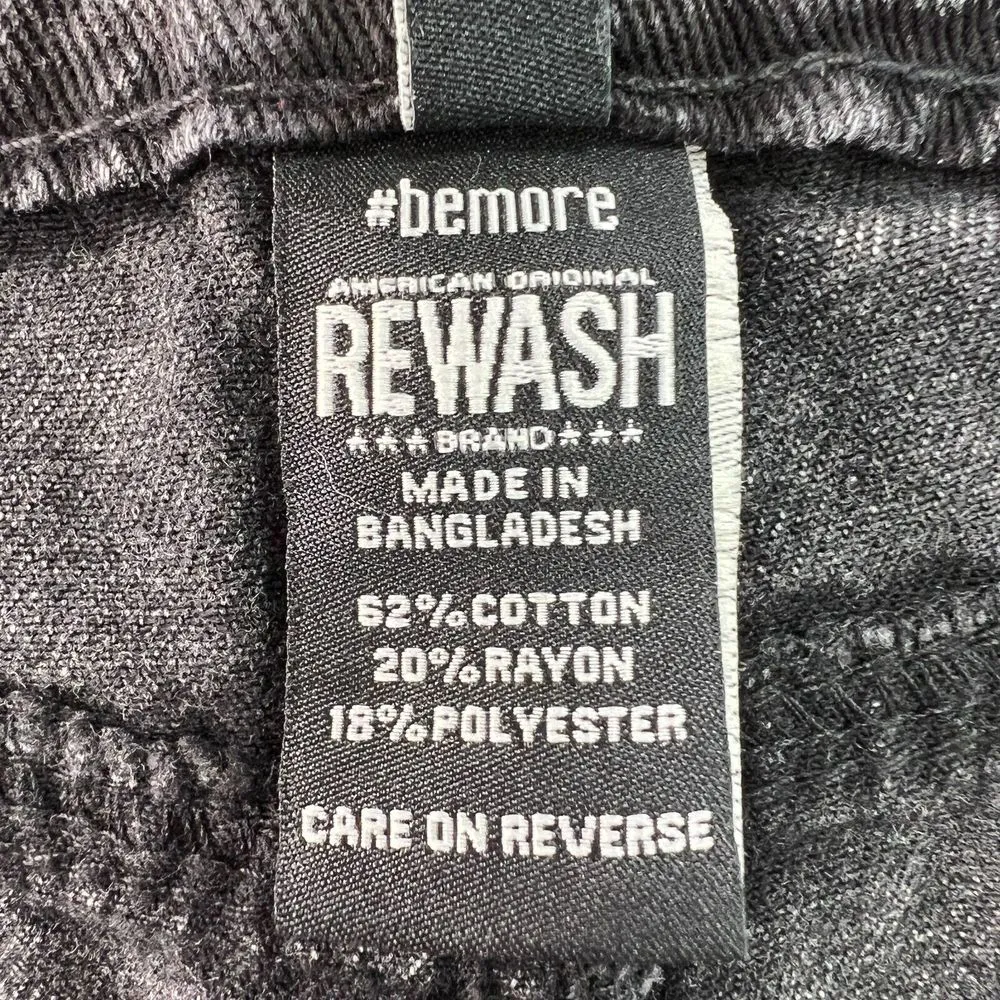 #bemore
AMERICAN ORIGINAL
REWASH
★★★BRAND★★★
MADE IN
BANGLADESH
62%COTTON
20%RAYON
18%POLYESTER
CARE ON REVERSE